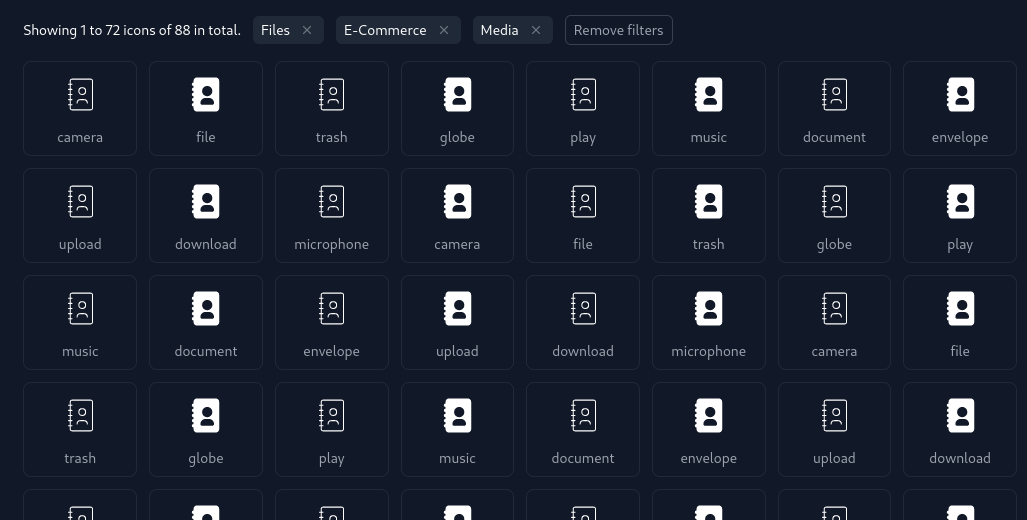 Showing 1 to 72 icons of 88 in total. Files E-Commerce Media Remove filters
camera file trash globe play music document envelope
upload download microphone camera file trash globe play
music document envelope upload download microphone camera file
trash globe play music document envelope upload download